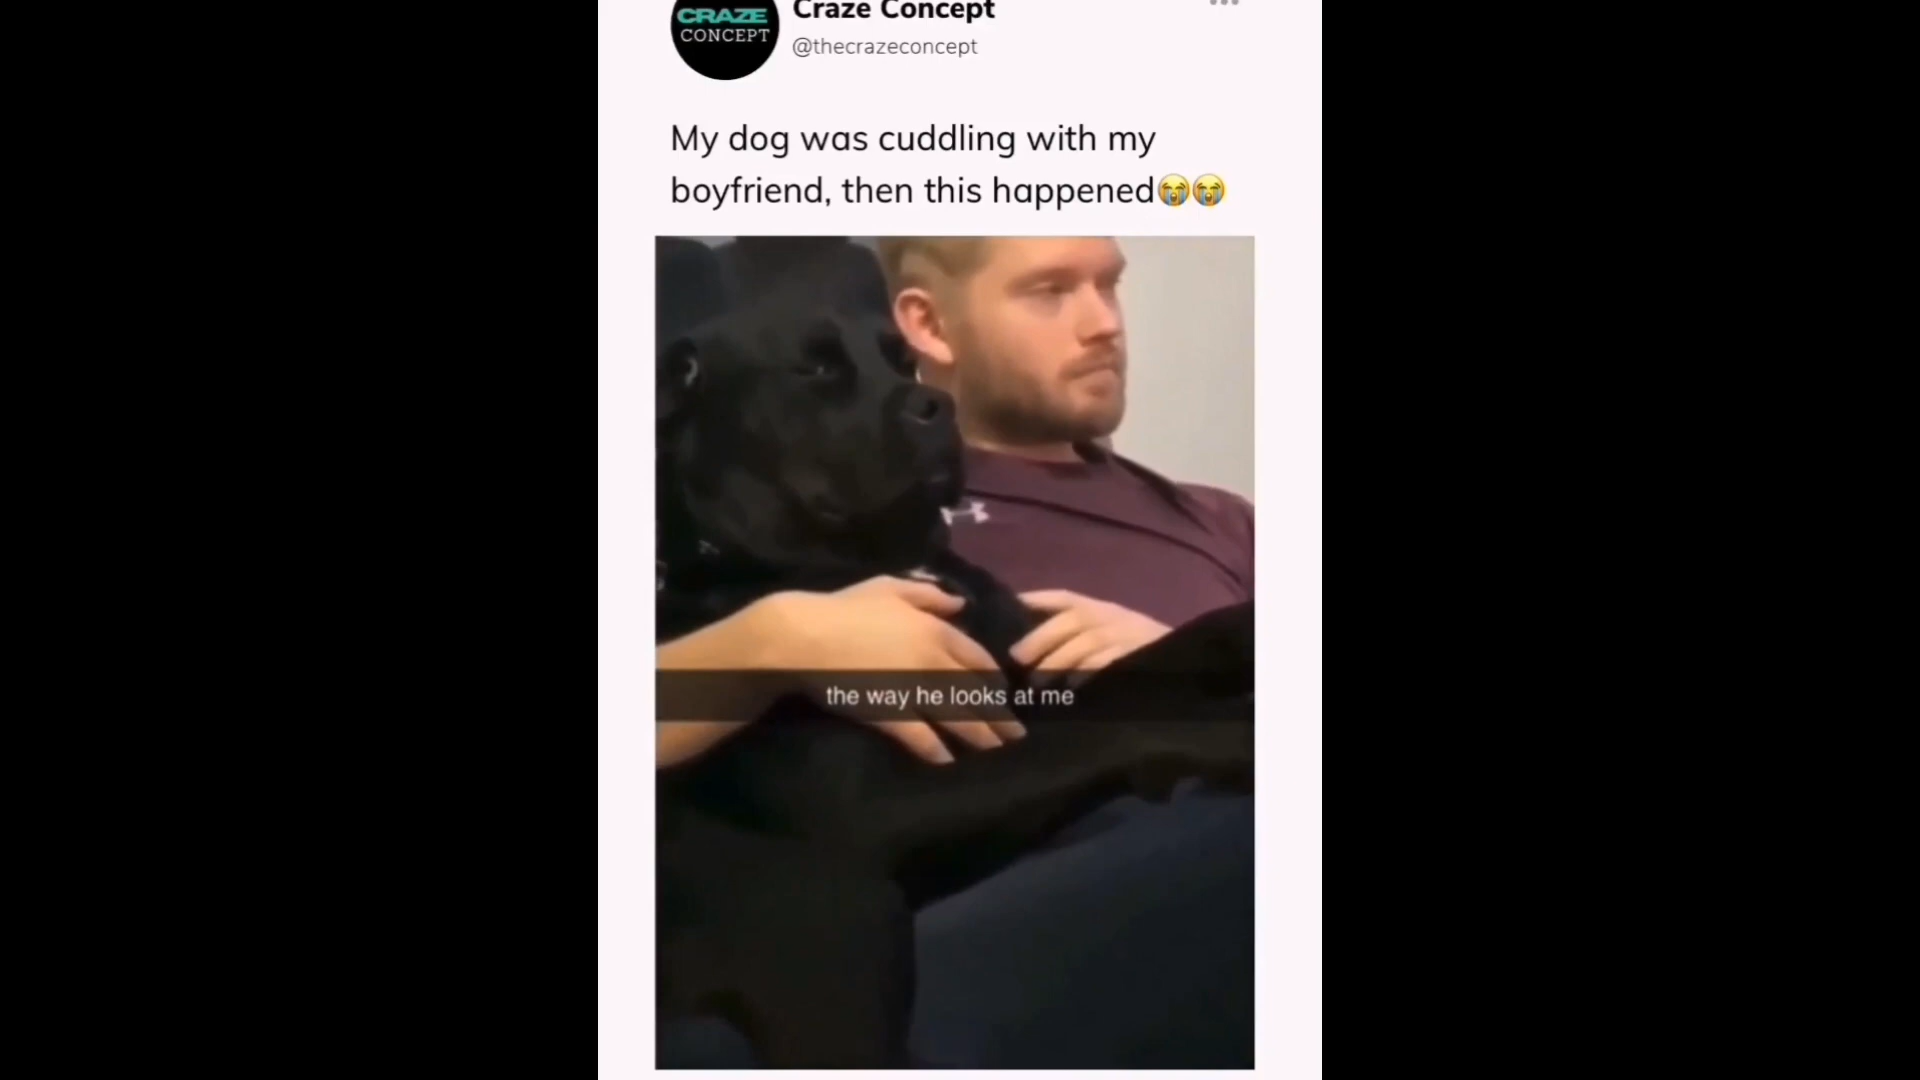 CRAZE
CONCEPT
Craze Concept
@thecrazeconcept
My dog was cuddling with my
boyfriend, then this happened😭😭
the way he looks at me